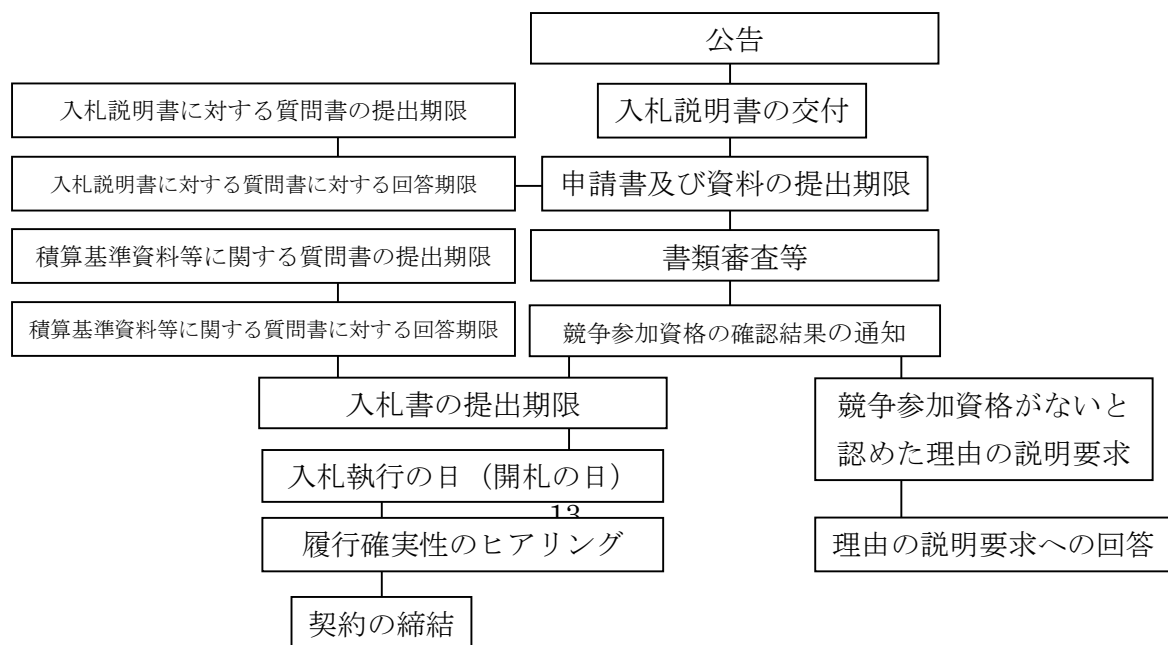 公告
入札説明書に対する質問書の提出期限
入札説明書の交付
入札説明書に対する質問書に対する回答期限
申請書及び資料の提出期限
積算基準資料等に関する質問書の提出期限
書類審査等
積算基準資料等に関する質問書に対する回答期限
競争参加資格の確認結果の通知
入札書の提出期限
競争参加資格がないと
認めた理由の説明要求
入札執行の日（開札の日）
13
履行確実性のヒアリング
理由の説明要求への回答
契約の締結